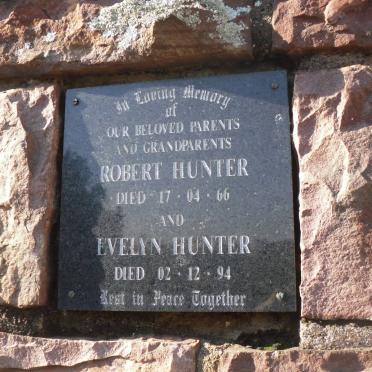 In Loving Memory
of
OUR BELOVED PARENTS
AND GRANDPARENTS
ROBERT HUNTER
DIED 17 · 04 · 66
AND
EVELYN HUNTER
DIED 02 · 12 · 94
Rest in Peace Together